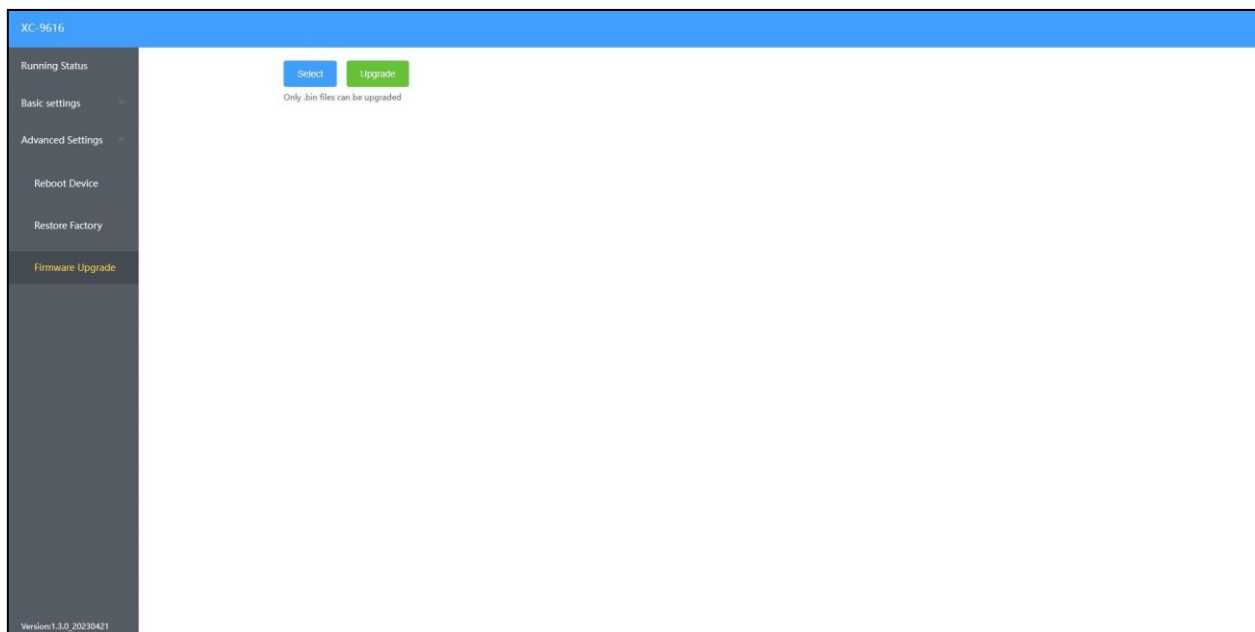 XC-9616
Running Status
Basic settings
Advanced Settings
Reboot Device
Restore Factory
Firmware Upgrade
Version:1.3.0_20230421
Select
Upgrade
Only .bin files can be upgraded